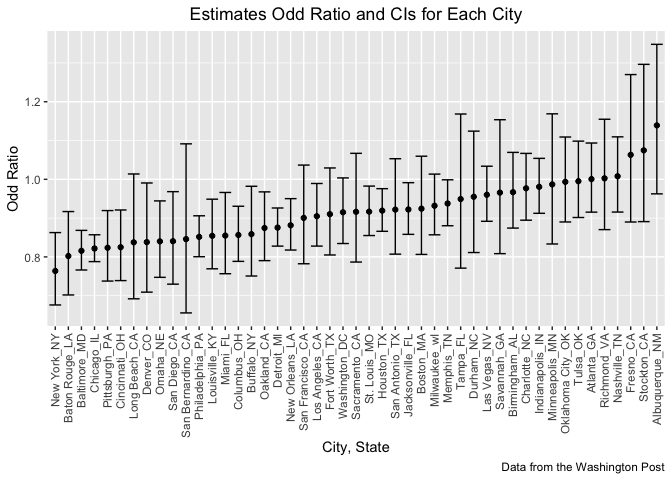 Estimates Odd Ratio and CIs for Each City
Odd Ratio
1.2
1.0
0.8
New York_NY
Baton Rouge_LA
Baltimore_MD
Chicago_IL
Pittsburgh_PA
Cincinnati_OH
Long Beach_CA
Denver_CO
Omaha_NE
San Diego_CA
San Bernardino_CA
Philadelphia_PA
Louisville_KY
Miami_FL
Columbus_OH
Buffalo_NY
Oakland_CA
Detroit_MI
New Orleans_LA
San Francisco_CA
Los Angeles_CA
Fort Worth_TX
Washington_DC
Sacramento_CA
St. Louis_MO
Houston_TX
San Antonio_TX
Jacksonville_FL
Boston_MA
Milwaukee_wI
Memphis_TN
Tampa_FL
Durham_NC
Las Vegas_NV
Savannah_GA
Birmingham_AL
Charlotte_NC
Indianapolis_IN
Minneapolis_MN
Oklahoma City_OK
Tulsa_OK
Atlanta_GA
Richmond_VA
Nashville_TN
Fresno_CA
Stockton_CA
Albuquerque_NM
City, State
Data from the Washington Post